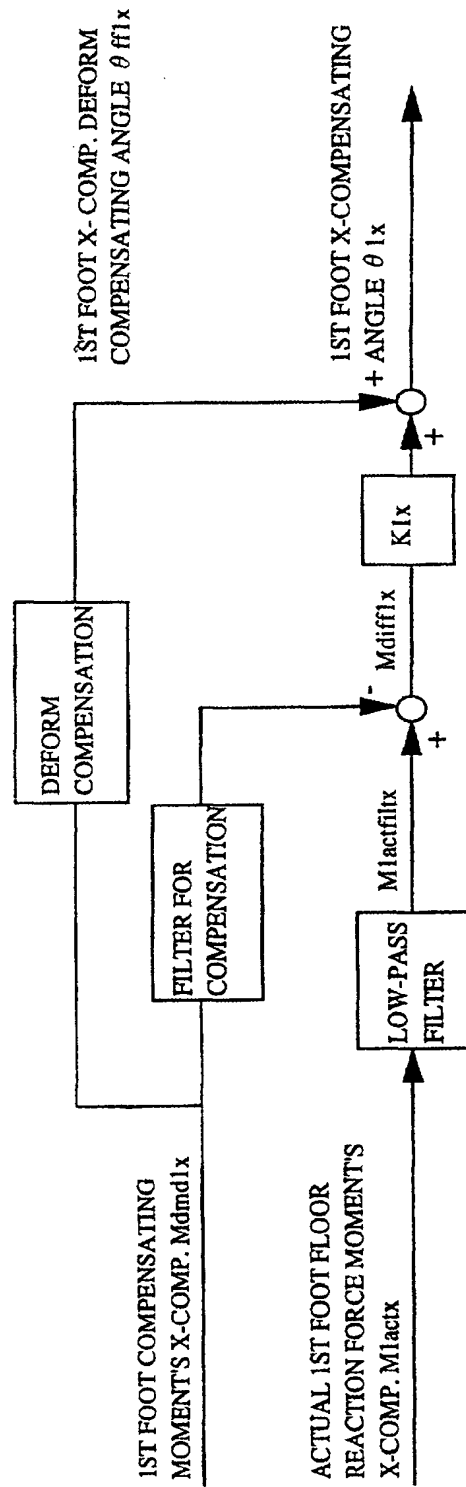 1ST FOOT COMPENSATING
MOMENT'S X-COMP. Mdmd1x
DEFORM
COMPENSATION
1ST FOOT X- COMP. DEFORM
COMPENSATING ANGLE θ ff1x
FILTER FOR
COMPENSATION
ACTUAL 1ST FOOT FLOOR
REACTION FORCE MOMENT'S
X-COMP. M1actx
LOW-PASS
FILTER
M1actfiltx
+
-
Mdiff1x
K1x
+
+
1ST FOOT X-COMPENSATING
ANGLE θ 1x